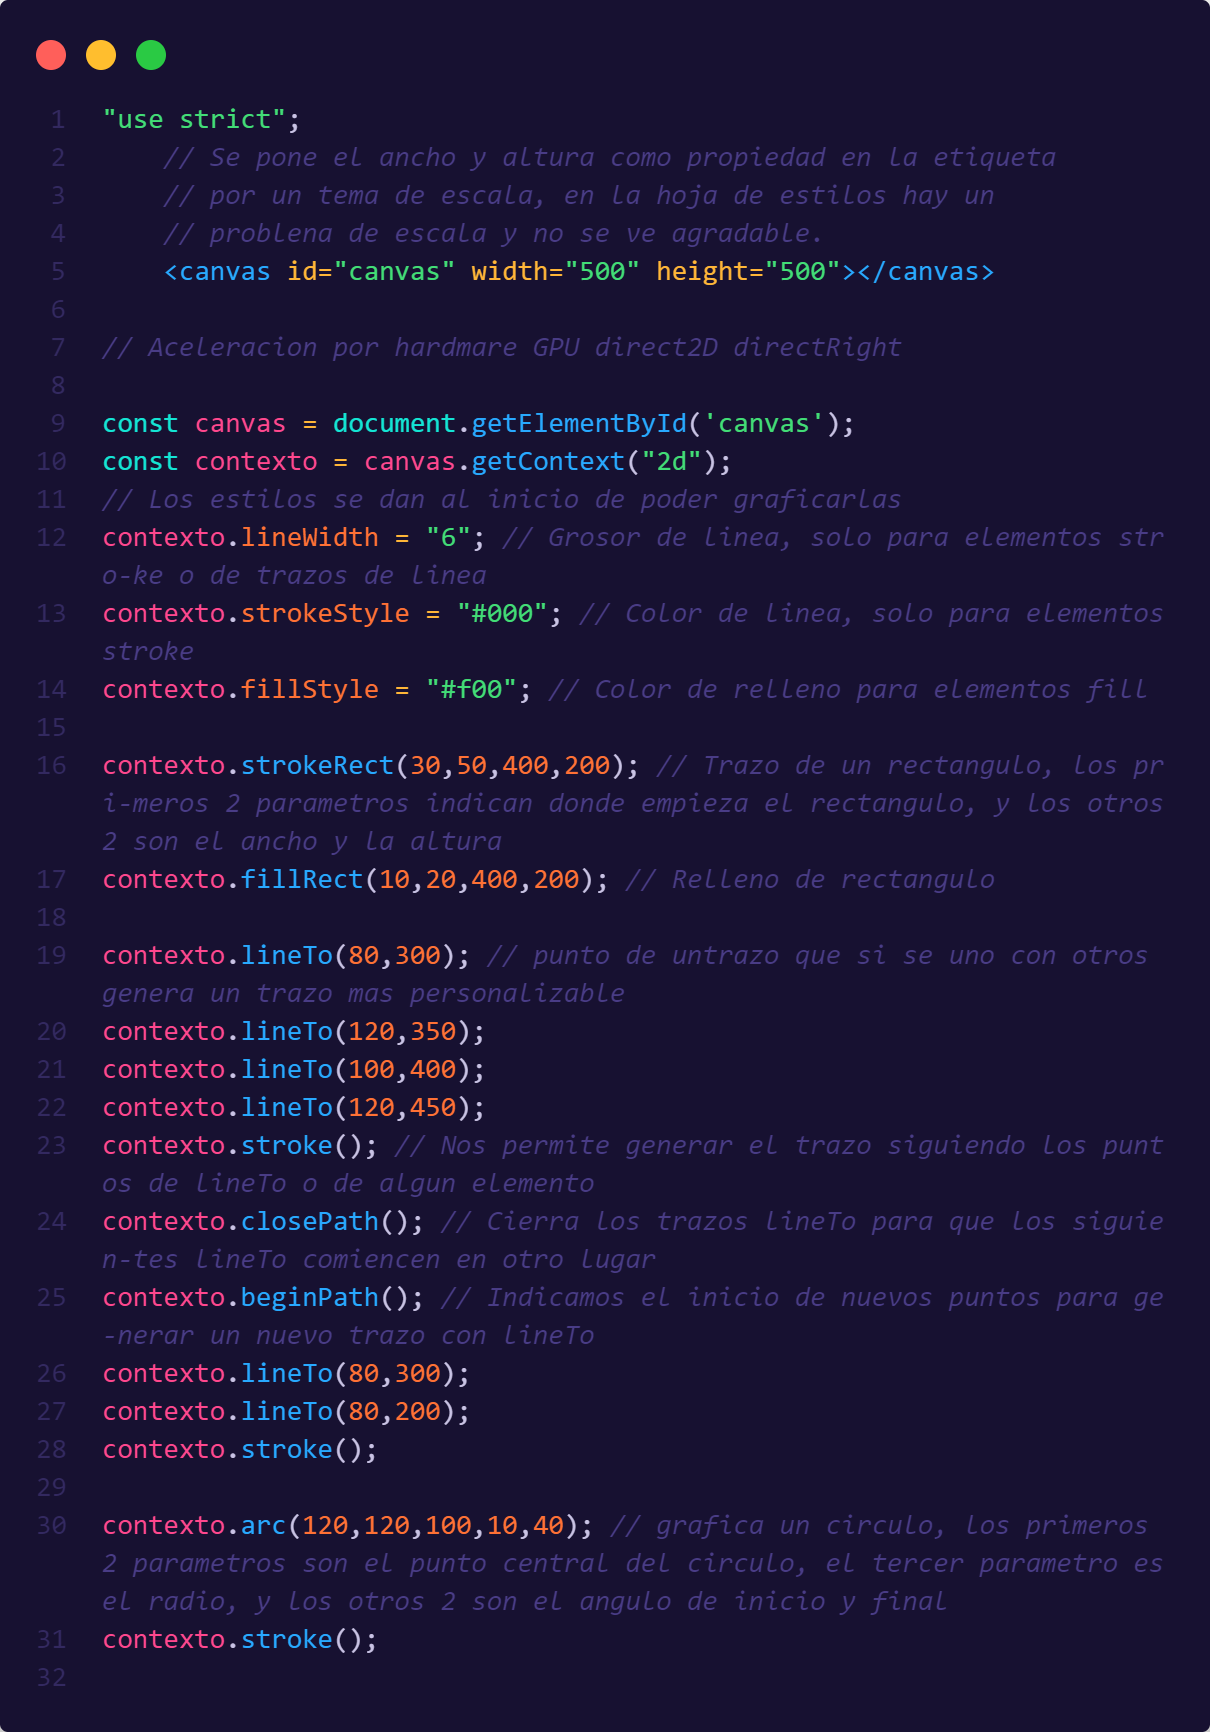 1 "use strict";
2 // Se pone el ancho y altura como propiedad en la etiqueta
3 // por un tema de escala, en la hoja de estilos hay un
4 // problena de escala y no se ve agradable.
5 <canvas id="canvas" width="500" height="500"></canvas>
6
7 // Aceleracion por hardmare GPU direct2D directRight
8
9 const canvas = document.getElementById('canvas');
10 const contexto = canvas.getContext("2d");
11 // Los estilos se dan al inicio de poder graficarlas
12 contexto.lineWidth = "6"; // Grosor de linea, solo para elementos str
o-ke o de trazos de linea
13 contexto.strokeStyle = "#000"; // Color de linea, solo para elementos
stroke
14 contexto.fillStyle = "#f00"; // Color de relleno para elementos fill
15
16 contexto.strokeRect(30,50,400,200); // Trazo de un rectangulo, los pr
i-meros 2 parametros indican donde empieza el rectangulo, y los otros
2 son el ancho y la altura
17 contexto.fillRect(10,20,400,200); // Relleno de rectangulo
18
19 contexto.lineTo(80,300); // punto de untrazo que si se uno con otros
genera un trazo mas personalizable
20 contexto.lineTo(120,350);
21 contexto.lineTo(100,400);
22 contexto.lineTo(120,450);
23 contexto.stroke(); // Nos permite generar el trazo siguiendo los punt
os de lineTo o de algun elemento
24 contexto.closePath(); // Cierra los trazos lineTo para que los siguie
n-tes lineTo comiencen en otro lugar
25 contexto.beginPath(); // Indicamos el inicio de nuevos puntos para ge
-nerar un nuevo trazo con lineTo
26 contexto.lineTo(80,300);
27 contexto.lineTo(80,200);
28 contexto.stroke();
29
30 contexto.arc(120,120,100,10,40); // grafica un circulo, los primeros
2 parametros son el punto central del circulo, el tercer parametro es
el radio, y los otros 2 son el angulo de inicio y final
31 contexto.stroke();
32